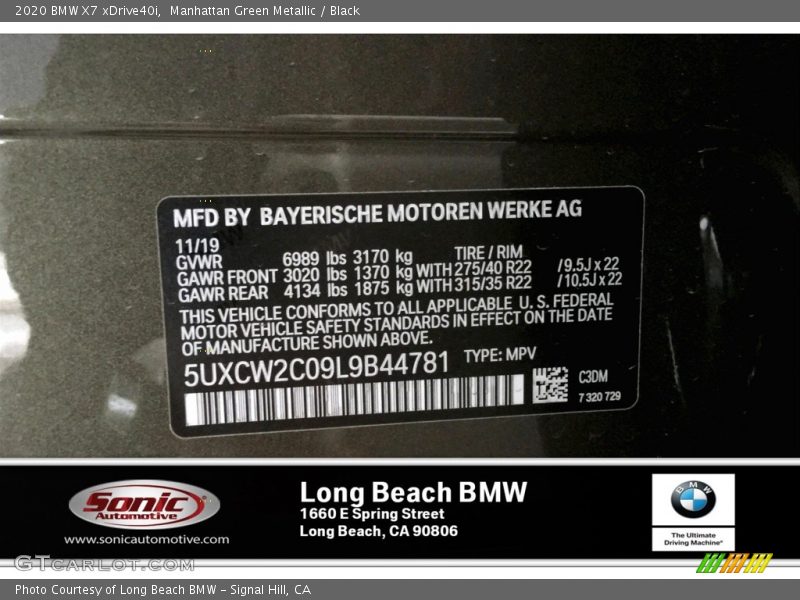 2020 BMW X7 xDrive40i, Manhattan Green Metallic / Black
MFD BY BAYERISCHE MOTOREN WERKE AG
11/19
GVWR 6989 lbs 3170 kg TIRE / RIM
GAWR FRONT 3020 lbs 1370 kg WITH 275/40 R22 /9.5J x 22
GAWR REAR 4134 lbs 1875 kg WITH 315/35 R22 /10.5J x 22
THIS VEHICLE CONFORMS TO ALL APPLICABLE U.S. FEDERAL
MOTOR VEHICLE SAFETY STANDARDS IN EFFECT ON THE DATE
OF MANUFACTURE SHOWN ABOVE.
5UXCW2C09L9B44781 TYPE: MPV
C3DM
7 320 729
Sonic
Automotive
www.sonicautomotive.com
Long Beach BMW
1660 E Spring Street
Long Beach, CA 90806
BMW
The Ultimate
Driving Machine®
GTcarlot.com
Photo Courtesy of Long Beach BMW - Signal Hill, CA